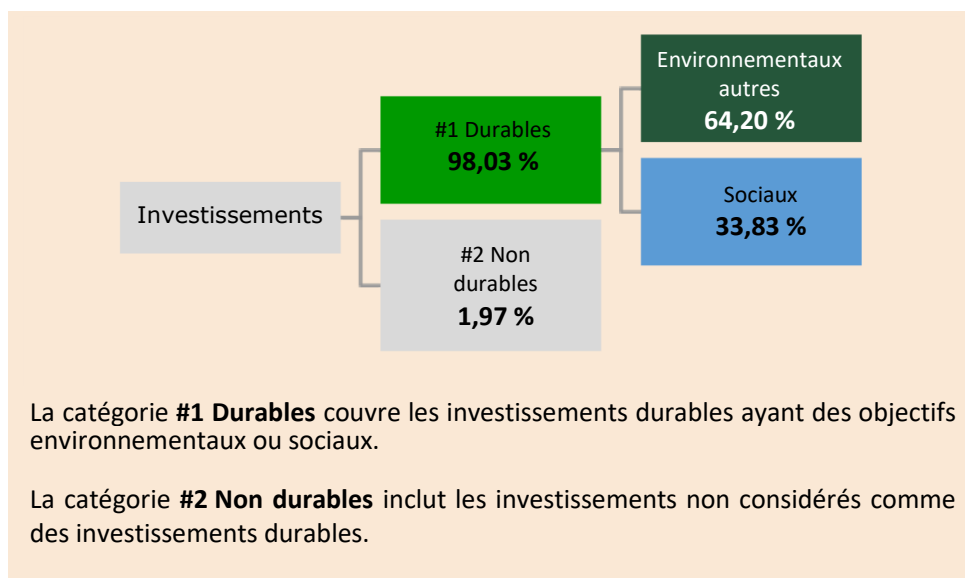 Environnementaux
autres
64,20 %
#1 Durables
98,03 %
Sociaux
33,83 %
Investissements
#2 Non
durables
1,97 %
La catégorie #1 Durables couvre les investissements durables ayant des objectifs
environnementaux ou sociaux.
La catégorie #2 Non durables inclut les investissements non considérés comme
des investissements durables.